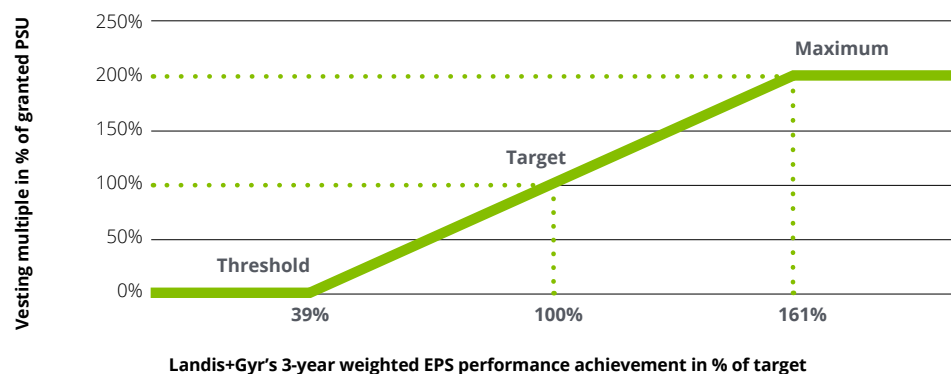 Vesting multiple in % of granted PSU
250%
Maximum
200%
150%
Target
100%
50%
Threshold
0%
39%
100%
161%
Landis+Gyr’s 3-year weighted EPS performance achievement in % of target